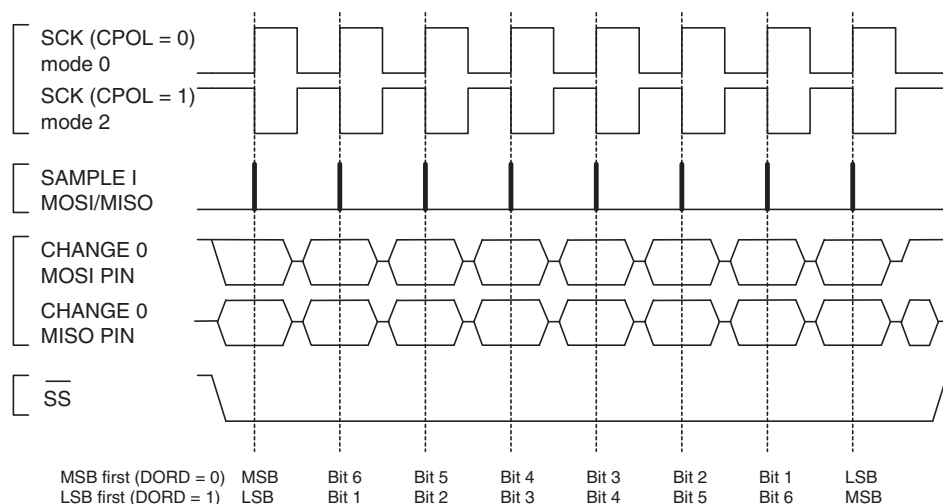 SCK (CPOL = 0)
mode 0
SCK (CPOL = 1)
mode 2
SAMPLE I
MOSI/MISO
CHANGE 0
MOSI PIN
CHANGE 0
MISO PIN
SS
MSB first (DORD = 0) MSB Bit 6 Bit 5 Bit 4 Bit 3 Bit 2 Bit 1 LSB
LSB first (DORD = 1) LSB Bit 1 Bit 2 Bit 3 Bit 4 Bit 5 Bit 6 MSB